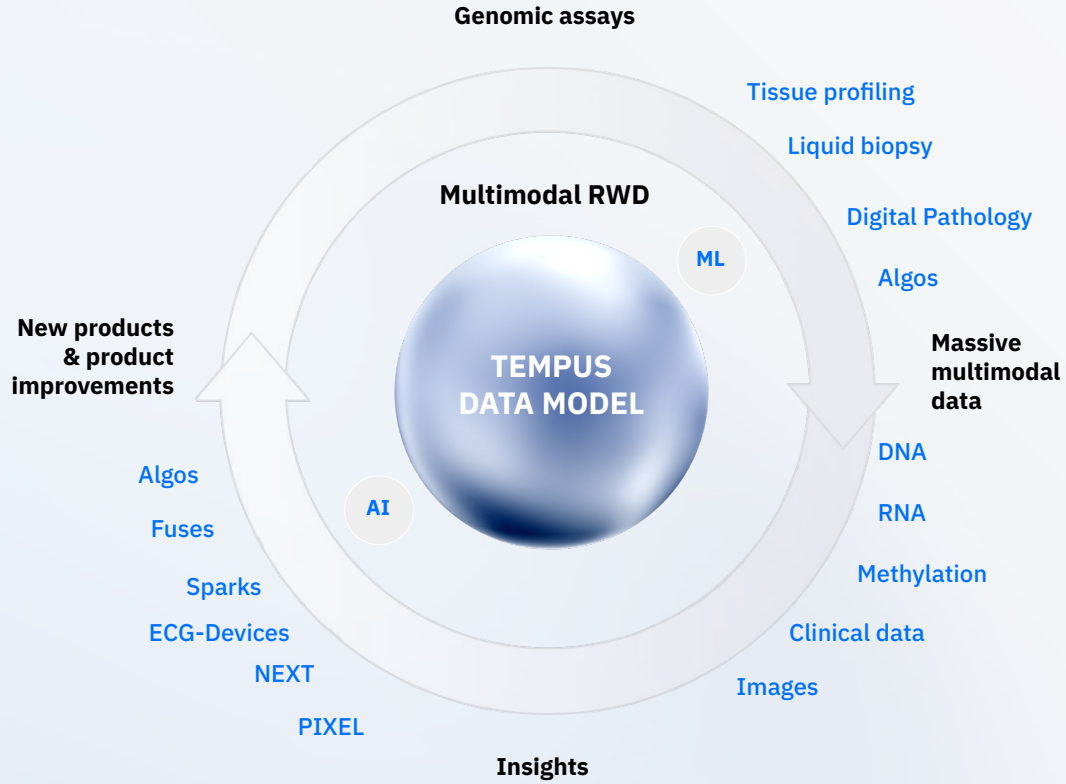 Genomic assays
Tissue profiling
Liquid biopsy
Digital Pathology
Algos
Multimodal RWD
ML
TEMPUS
DATA MODEL
AI
Massive
multimodal
data
DNA
RNA
Methylation
Clinical data
Images
Insights
New products
& product
improvements
Algos
Fuses
Sparks
ECG-Devices
NEXT
PIXEL